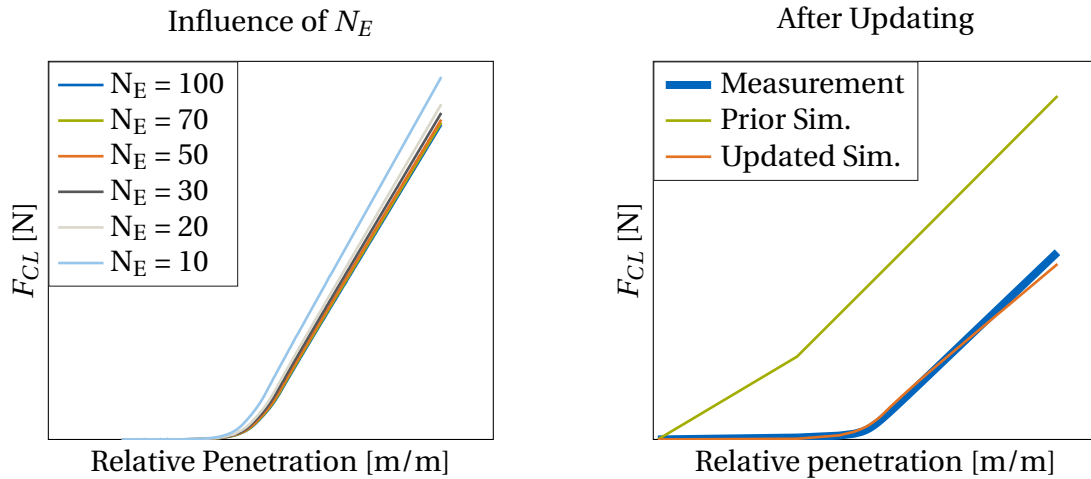 Influence of N_E
F_CL [N]
N_E = 100
N_E = 70
N_E = 50
N_E = 30
N_E = 20
N_E = 10
Relative Penetration [m/m]
After Updating
F_CL [N]
Measurement
Prior Sim.
Updated Sim.
Relative penetration [m/m]